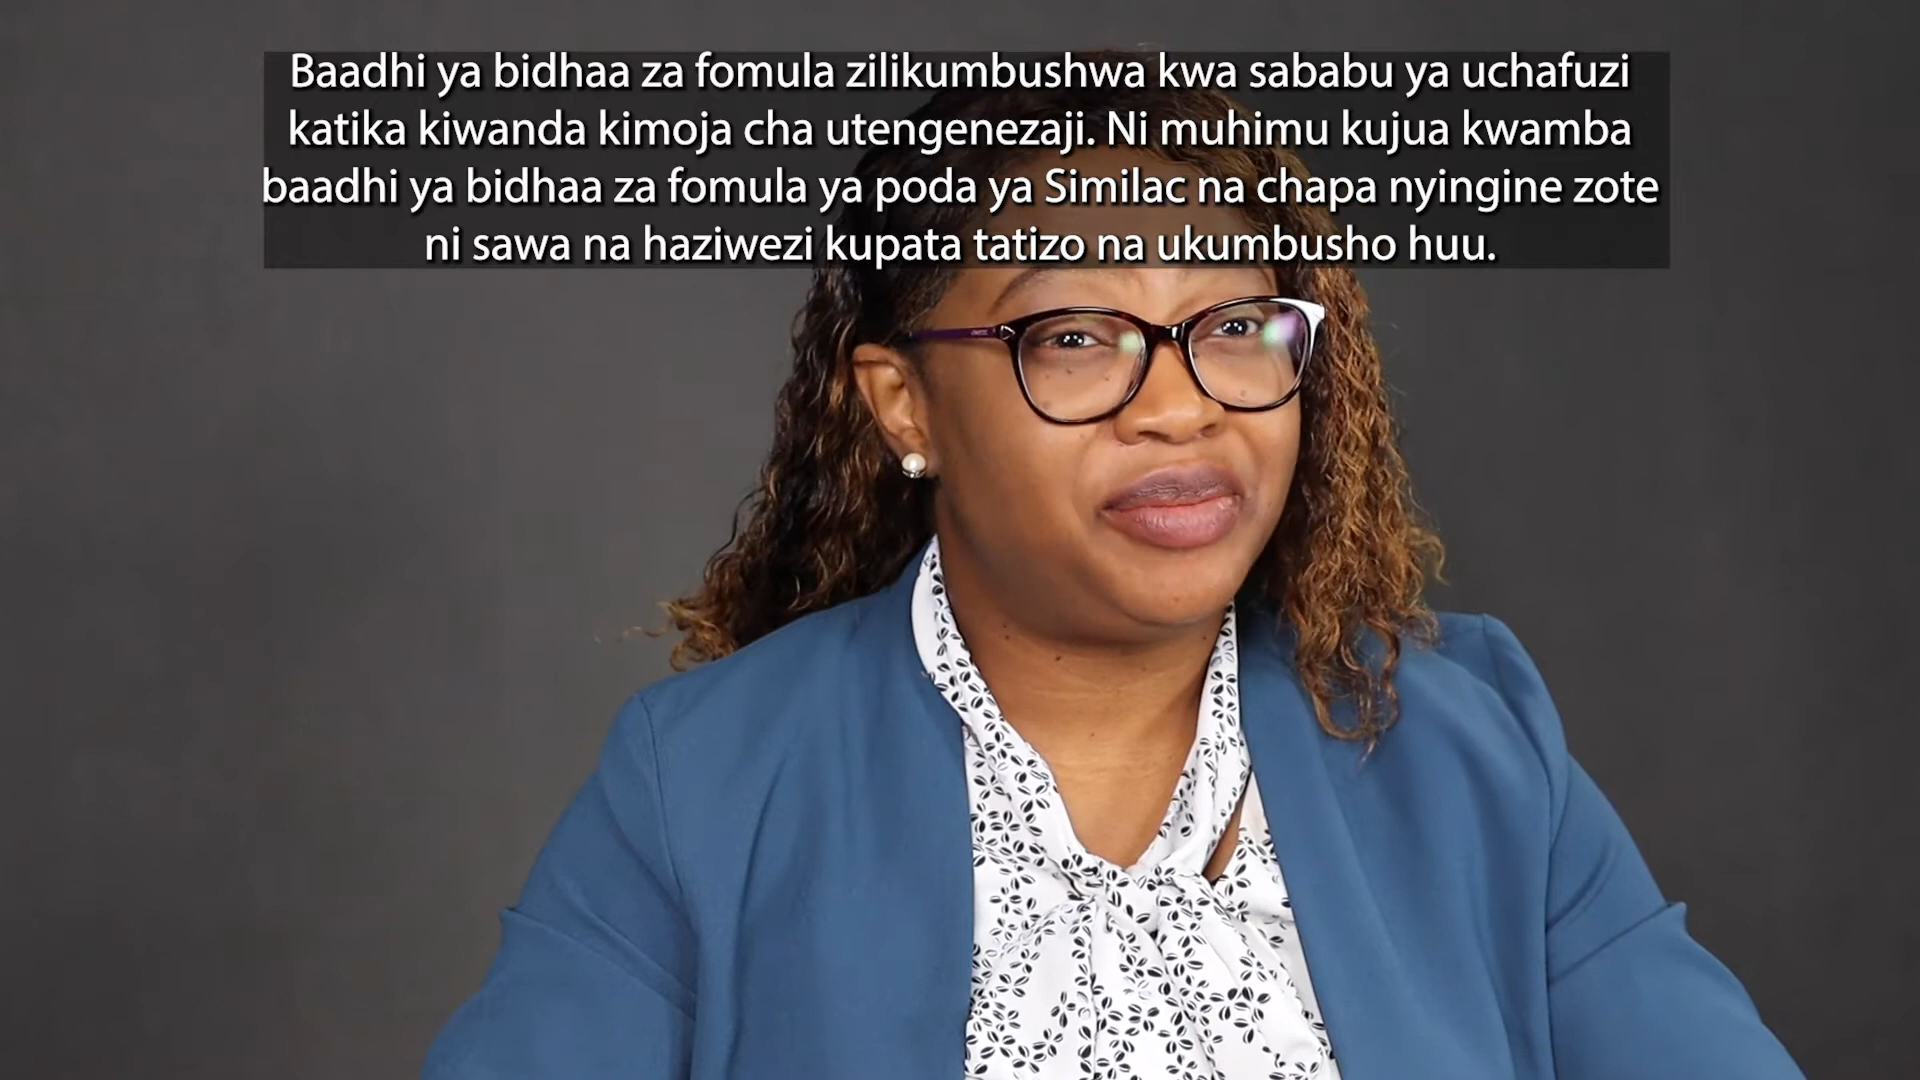 Baadhi ya bidhaa za fomula zilikumbushwa kwa sababu ya uchafuzi
katika kiwanda kimoja cha utengenezaji. Ni muhimu kujua kwamba
baadhi ya bidhaa za fomula ya poda ya Similac na chapa nyingine zote
ni sawa na haziwezi kupata tatizo na ukumbusho huu.